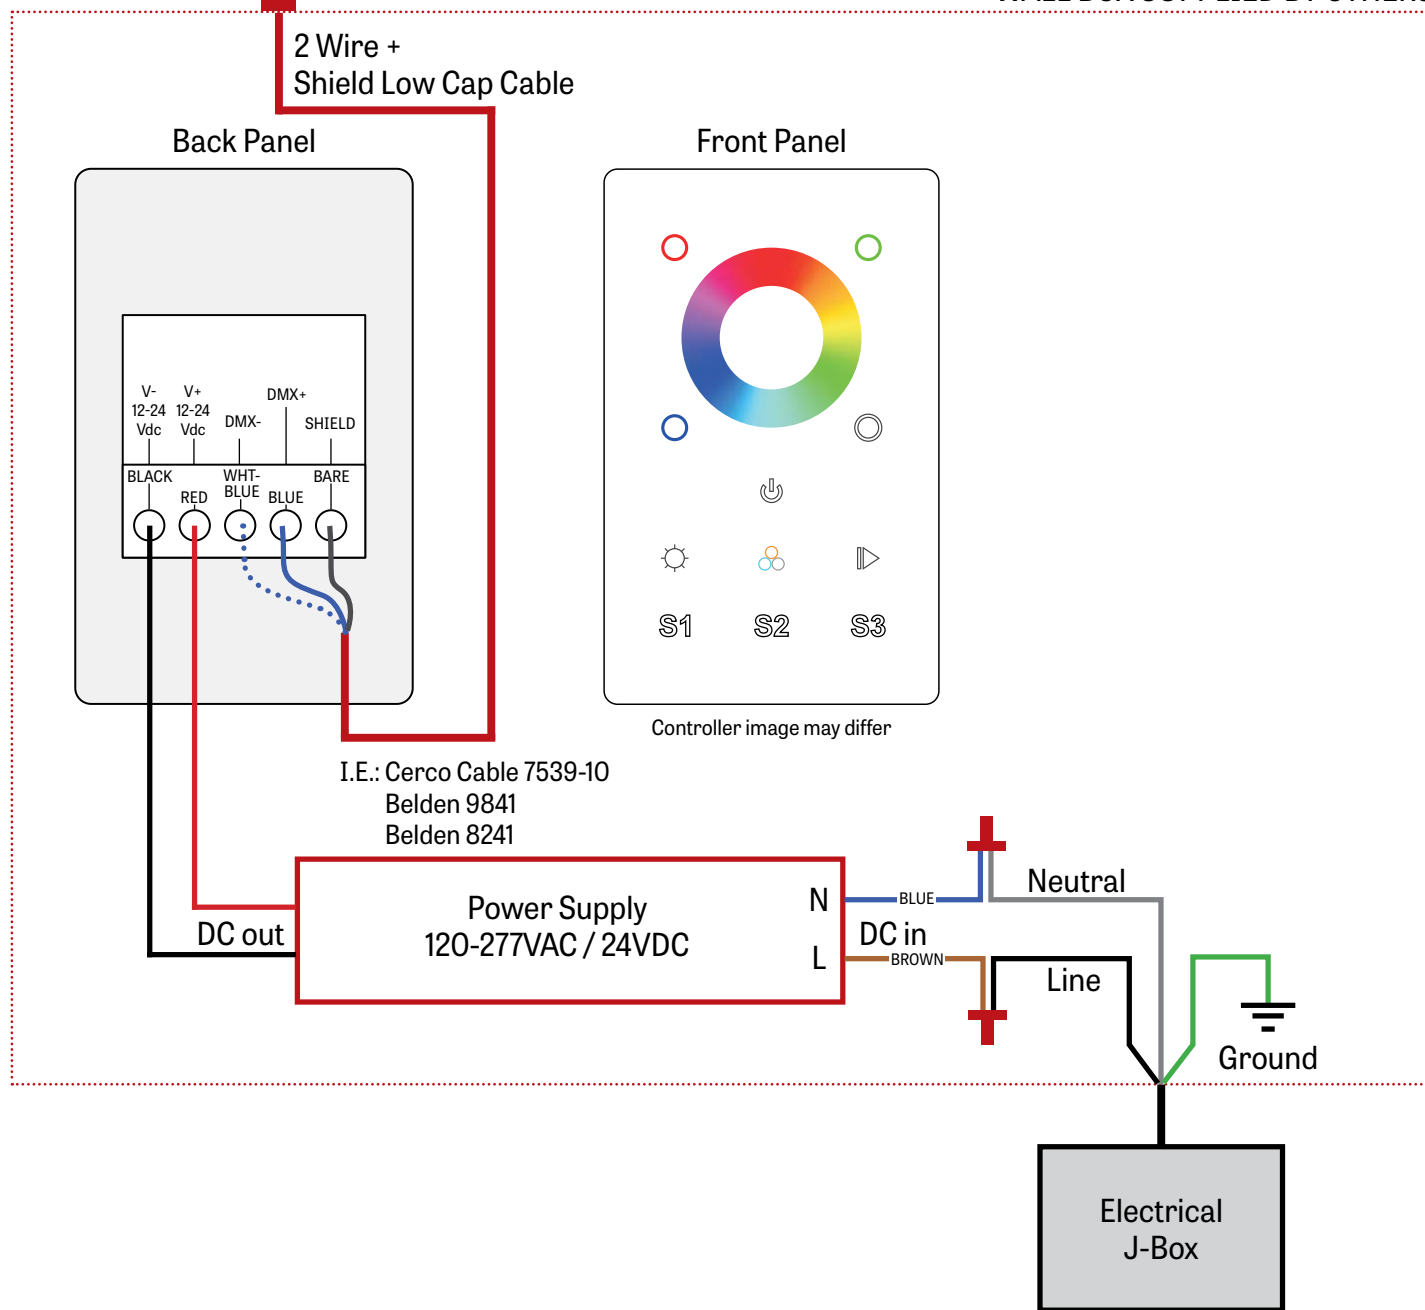 2 Wire +
Shield Low Cap Cable
Back Panel
Front Panel
V-
12-24
Vdc
V+
12-24
Vdc
DMX-
DMX+
SHIELD
BLACK
RED
WHT-
BLUE
BLUE
BARE
S1 S2 S3
Controller image may differ
I.E.: Cerco Cable 7539-10
Belden 9841
Belden 8241
Power Supply
120-277VAC / 24VDC
DC out
N
L
BLUE
DC in
BROWN
Neutral
Line
Ground
Electrical
J-Box